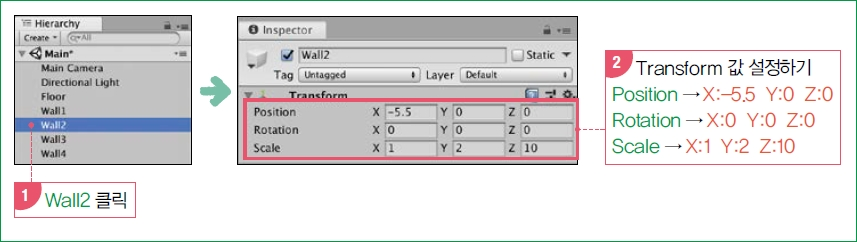 Hierarchy
Create
All
Main*
Main Camera
Directional Light
Floor
Wall1
Wall2
Wall3
Wall4
1 Wall2 클릭
Inspector
Wall2 Static
Tag Untagged Layer Default
Transform
Position X -5.5 Y 0 Z 0
Rotation X 0 Y 0 Z 0
Scale X 1 Y 2 Z 10
2 Transform 값 설정하기
Position → X:-5.5 Y:0 Z:0
Rotation → X:0 Y:0 Z:0
Scale → X:1 Y:2 Z:10